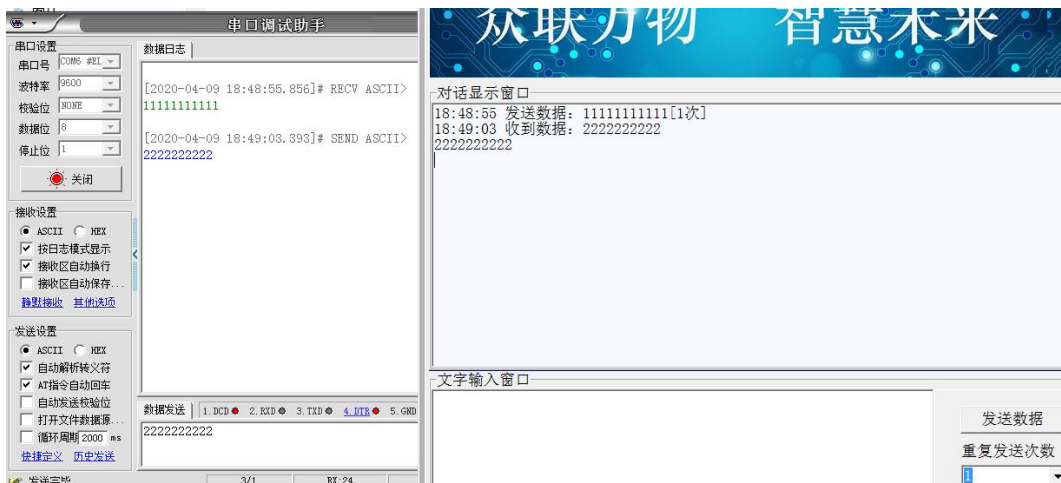 串口调试助手
串口设置
串口号 COM6 #EL
波特率 9600
校验位 NONE
数据位 8
停止位 1
关闭
接收设置
ASCII HEX
按日志模式显示
接收区自动换行
接收区自动保存...
静默接收 其他选项
发送设置
ASCII HEX
自动解析转义符
AT指令自动回车
自动发送校验位
打开文件数据源...
循环周期 2000 ms
快捷定义 历史发送
发送完毕
3/1
RX:24
数据日志
[2020-04-09 18:48:55.856]# RECV ASCII>
11111111111
[2020-04-09 18:49:03.393]# SEND ASCII>
2222222222
数据发送 1.DCD 2.RXD 3.TXD 4.DTR 5.GND
2222222222
众联万物 智慧未来
对话显示窗口
18:48:55 发送数据: 11111111111[1次]
18:49:03 收到数据: 2222222222
2222222222
文字输入窗口
发送数据
重复发送次数
1